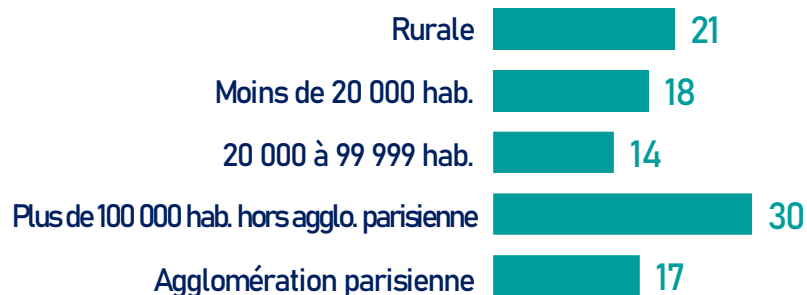 Rurale 21
Moins de 20 000 hab. 18
20 000 à 99 999 hab. 14
Plus de 100 000 hab. hors agglo. parisienne 30
Agglomération parisienne 17